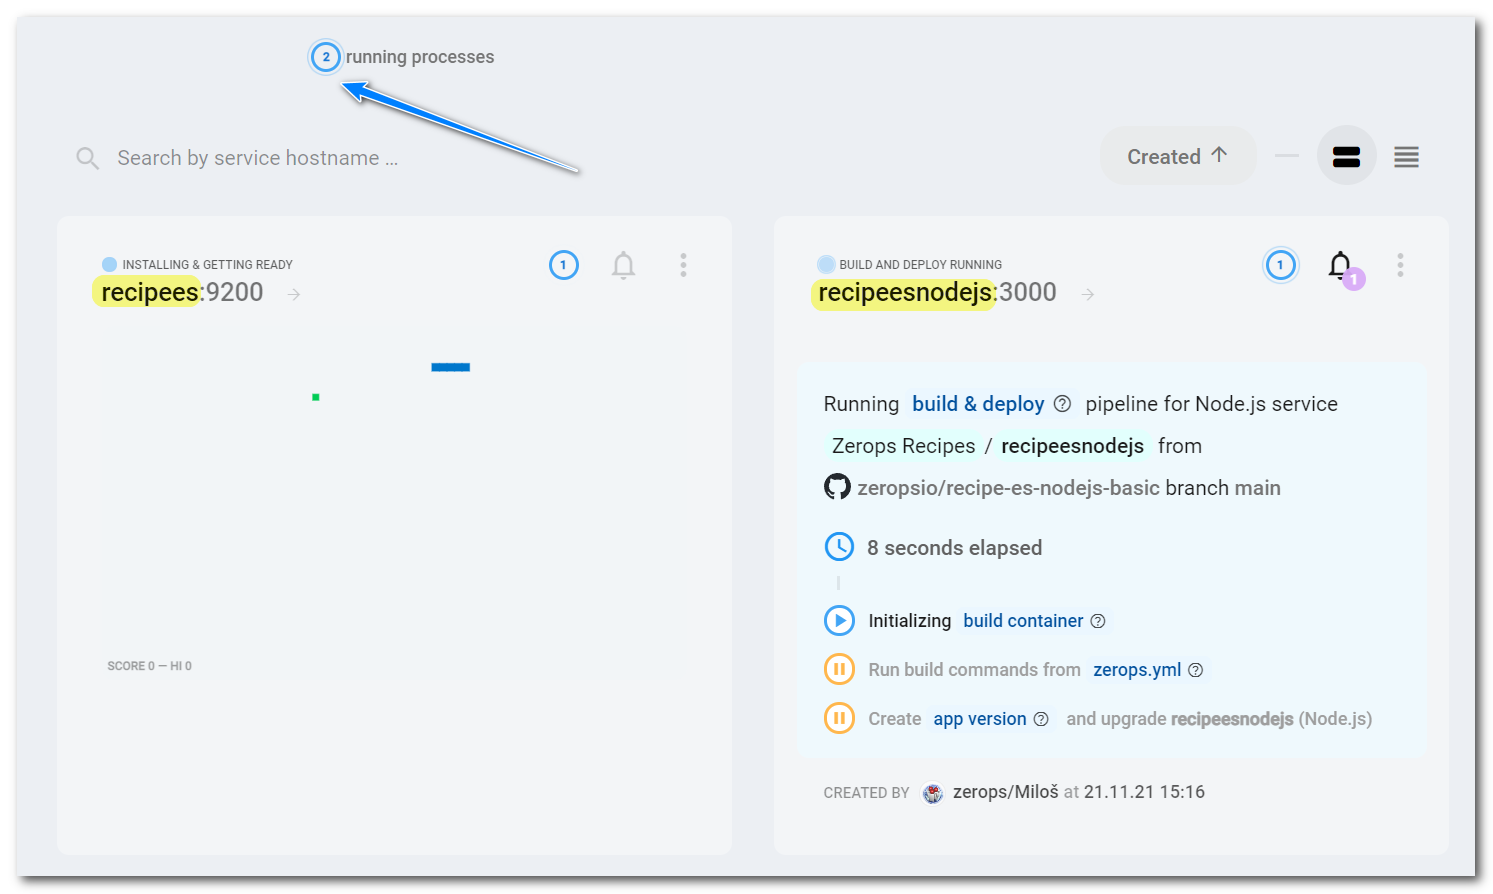 2 running processes
Search by service hostname ...
Created
INSTALLING & GETTING READY
1
recipees:9200
SCORE 0 — HI 0
BUILD AND DEPLOY RUNNING
1
1
recipeesnodejs:3000
Running build & deploy ? pipeline for Node.js service
Zerops Recipes / recipeesnodejs from
zeropsio/recipe-es-nodejs-basic branch main
8 seconds elapsed
Initializing build container ?
Run build commands from zerops.yml ?
Create app version ? and upgrade recipeesnodejs (Node.js)
CREATED BY zerops/Miloš at 21.11.21 15:16